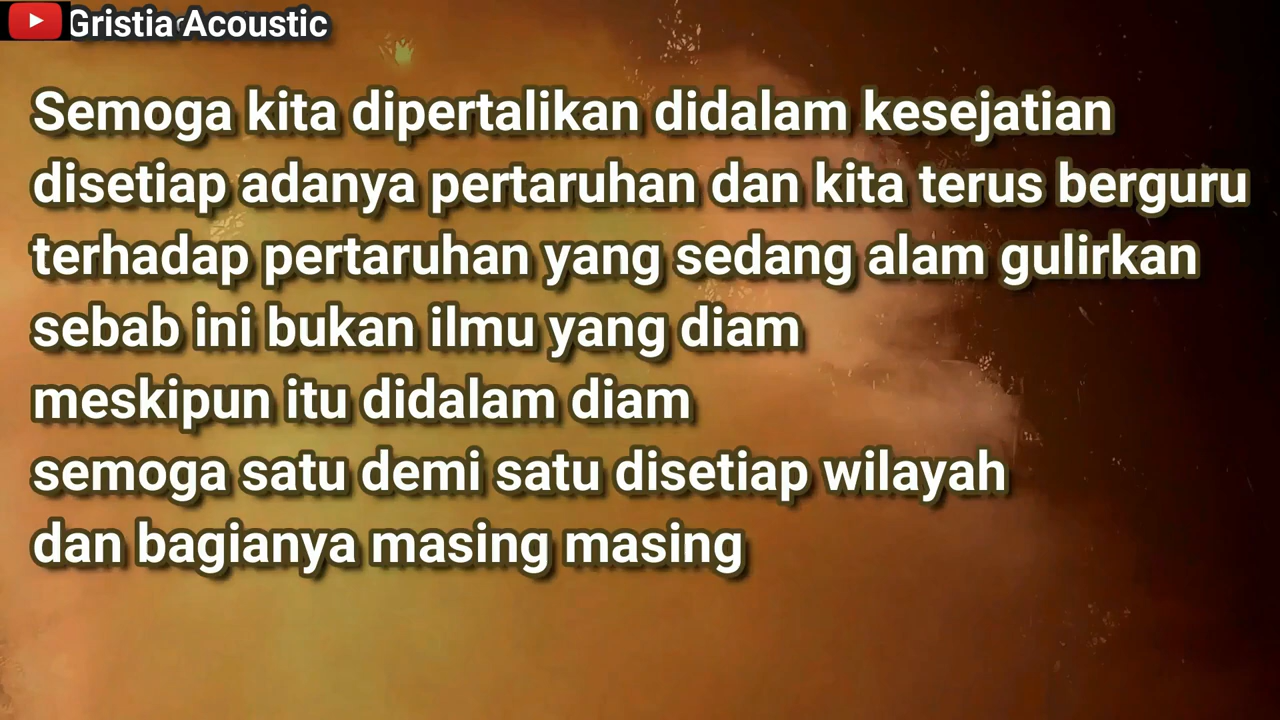 Gristia Acoustic
Semoga kita dipertalikan didalam kesejatian
disetiap adanya pertaruhan dan kita terus berguru
terhadap pertaruhan yang sedang alam gulirkan
sebab ini bukan ilmu yang diam
meskipun itu didalam diam
semoga satu demi satu disetiap wilayah
dan bagianya masing masing